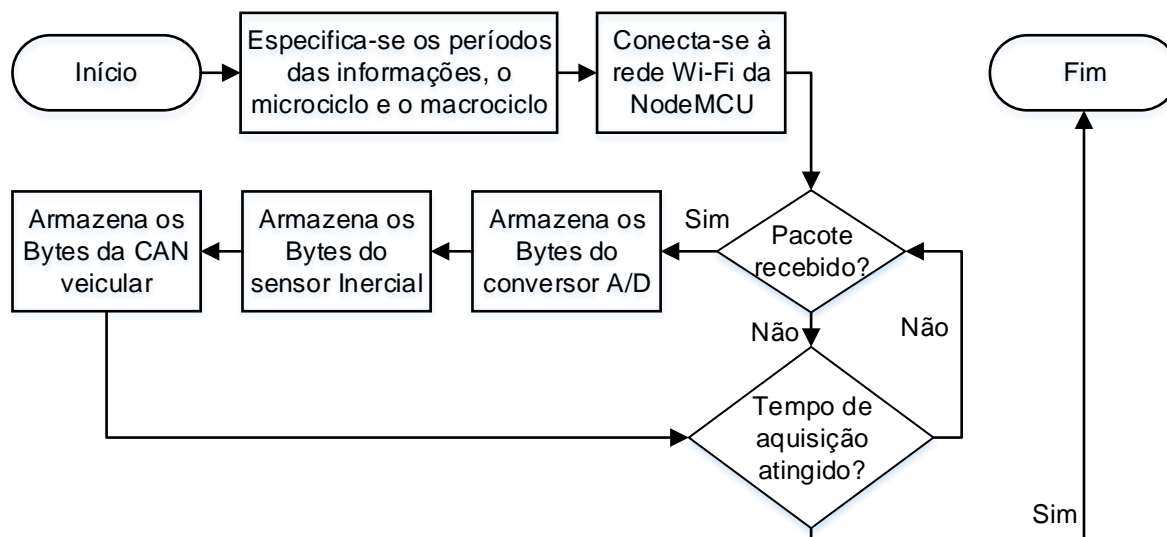 Início
Especifica-se os períodos
das informações, o
microciclo e o macrociclo
Conecta-se à
rede Wi-Fi da
NodeMCU
Fim
Armazena os
Bytes da CAN
veicular
Armazena os
Bytes do
sensor Inercial
Armazena os
Bytes do
conversor A/D
Sim
Pacote
recebido?
Não
Não
Tempo de
aquisição
atingido?
Sim